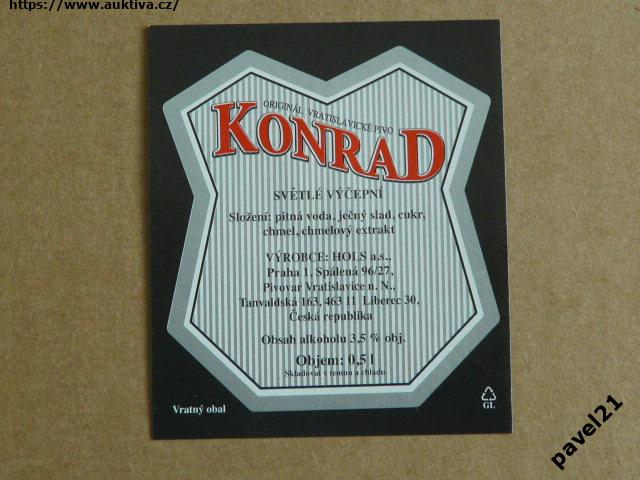 https://www.auktiva.cz/
ORIGINÁL VRATISLAVICKÉ PIVO
KONRAD
SVĚTLÉ VÝČEPNÍ
Složení: pitná voda, ječný slad, cukr,
chmel, chmelový extrakt
VÝROBCE: HOLS a.s.,
Praha 1, Spálená 96/27,
Pivovar Vratislavice n. N.,
Tanvaldská 163, 463 11 Liberec 30,
Česká republika
Obsah alkoholu 3,5 % obj.
Objem: 0,5 l
Skladovat v temnu a chladu
Vratný obal
GL
pavel21